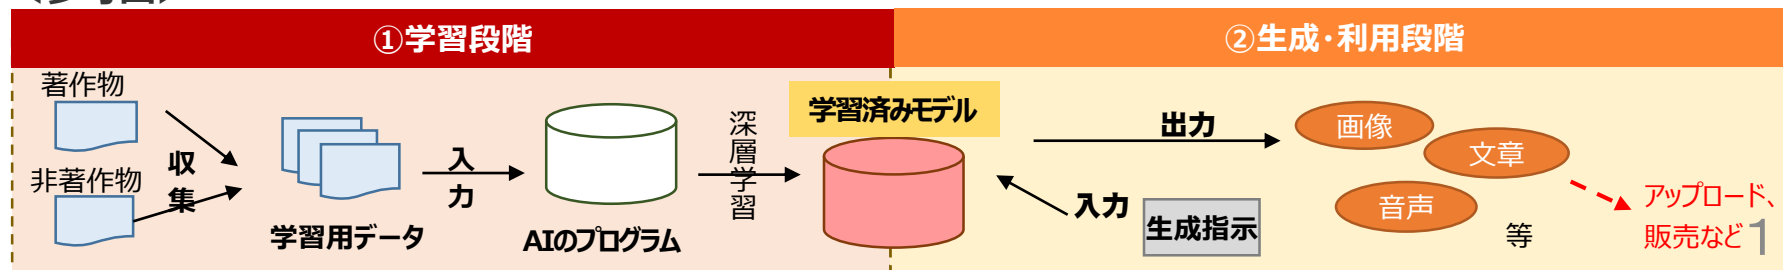 ①学習段階
②生成・利用段階
著作物
非著作物
収集
学習用データ
入力
AIのプログラム
深層学習
学習済みモデル
出力
入力
生成指示
画像
文章
音声
等
アップロード、
販売など
1